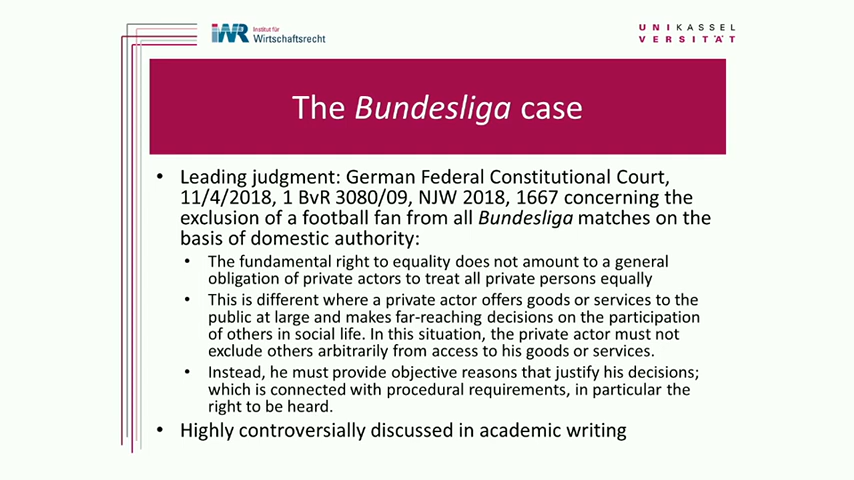 IWR Institut für
Wirtschaftsrecht
UNIKASSEL
VERSITÄT
The Bundesliga case
• Leading judgment: German Federal Constitutional Court,
11/4/2018, 1 BvR 3080/09, NJW 2018, 1667 concerning the
exclusion of a football fan from all Bundesliga matches on the
basis of domestic authority:
• The fundamental right to equality does not amount to a general
obligation of private actors to treat all private persons equally
• This is different where a private actor offers goods or services to the
public at large and makes far-reaching decisions on the participation
of others in social life. In this situation, the private actor must not
exclude others arbitrarily from access to his goods or services.
• Instead, he must provide objective reasons that justify his decisions;
which is connected with procedural requirements, in particular the
right to be heard.
• Highly controversially discussed in academic writing